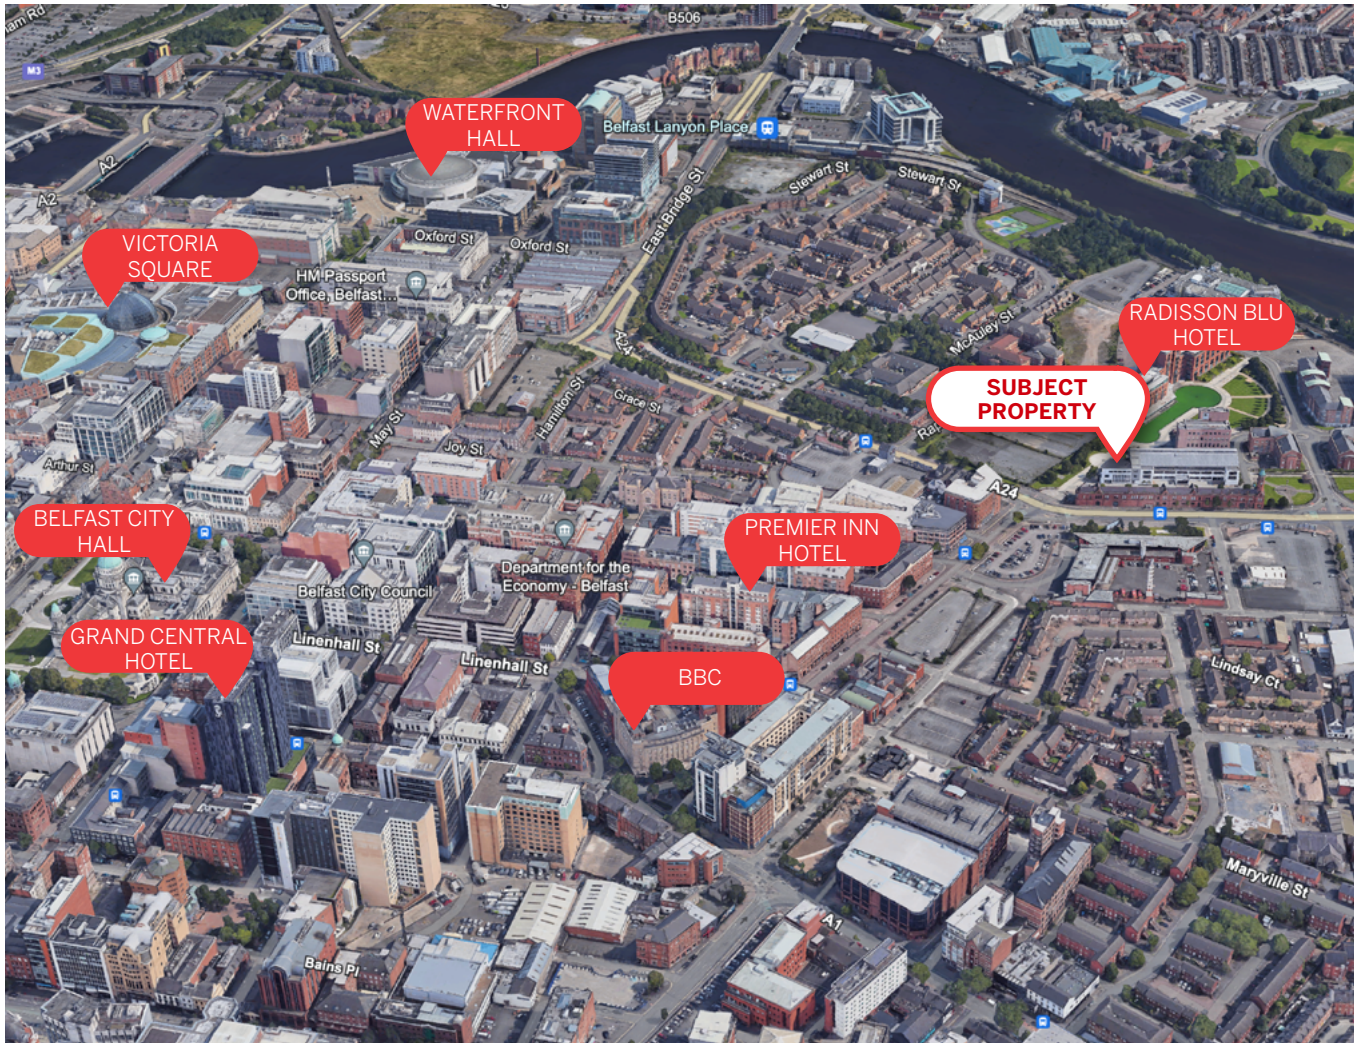 B506
M3
WATERFRONT
HALL
Belfast Lanyon Place
A2
A2
Stewart St
Stewart St
East Bridge St
VICTORIA
SQUARE
Oxford St
Oxford St
HM Passport
Office, Belfast...
RADISSON BLU
HOTEL
McAuley St
A24
SUBJECT
PROPERTY
Hamilton St
Grace St
May St
Joy St
Arthur St
A24
BELFAST CITY
HALL
PREMIER INN
HOTEL
Department for the
Economy - Belfast
Belfast City Council
GRAND CENTRAL
HOTEL
Linenhall St
Linenhall St
Lindsay Ct
BBC
Maryville St
A1
Bains Pl